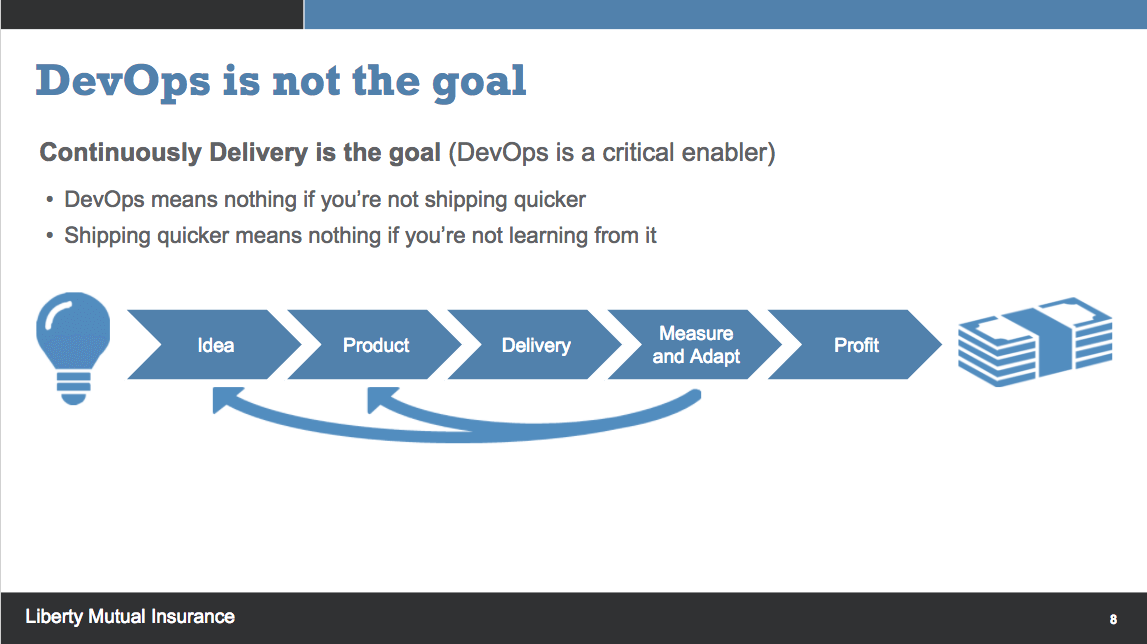 DevOps is not the goal
Continuously Delivery is the goal (DevOps is a critical enabler)
• DevOps means nothing if you’re not shipping quicker
• Shipping quicker means nothing if you’re not learning from it
Idea
Product
Delivery
Measure
and Adapt
Profit
Liberty Mutual Insurance
8